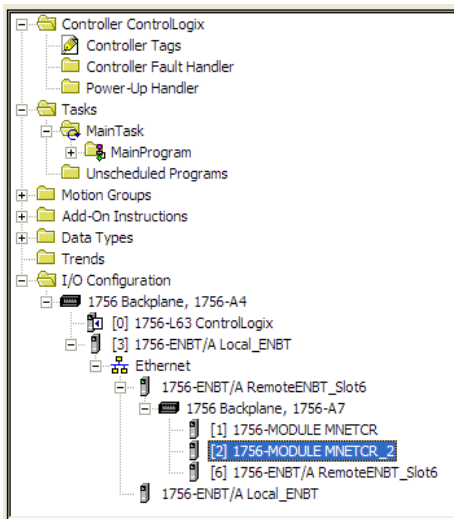 Controller ControlLogix
Controller Tags
Controller Fault Handler
Power-Up Handler
Tasks
MainTask
MainProgram
Unscheduled Programs
Motion Groups
Add-On Instructions
Data Types
Trends
I/O Configuration
1756 Backplane, 1756-A4
[0] 1756-L63 ControlLogix
[3] 1756-ENBT/A Local_ENBT
Ethernet
1756-ENBT/A RemoteENBT_Slot6
1756 Backplane, 1756-A7
[1] 1756-MODULE MNETCR
[2] 1756-MODULE MNETCR_2
[6] 1756-ENBT/A RemoteENBT_Slot6
1756-ENBT/A Local_ENBT